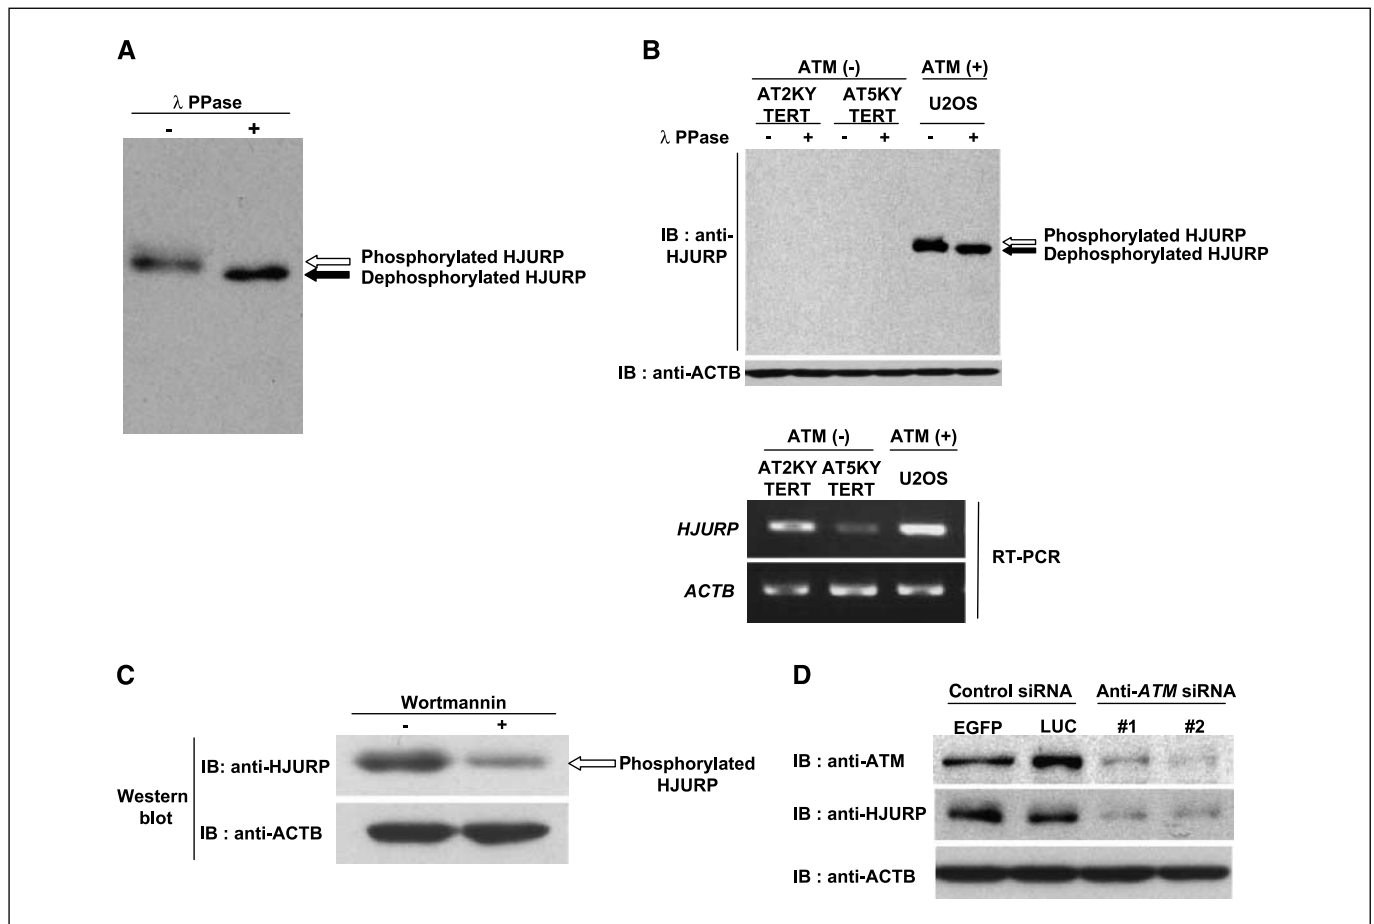 A
λ PPase
- +
Phosphorylated HJURP
Dephosphorylated HJURP
B
ATM (-) ATM (+)
AT2KY AT5KY
TERT TERT U2OS
λ PPase - + - + - +
IB : anti-
HJURP
Phosphorylated HJURP
Dephosphorylated HJURP
IB : anti-ACTB
ATM (-) ATM (+)
AT2KY AT5KY
TERT TERT U2OS
HJURP
ACTB
RT-PCR
C
Wortmannin
- +
Western
blot
IB: anti-HJURP
Phosphorylated
HJURP
IB : anti-ACTB
D
Control siRNA Anti-ATM siRNA
EGFP LUC #1 #2
IB : anti-ATM
IB : anti-HJURP
IB : anti-ACTB